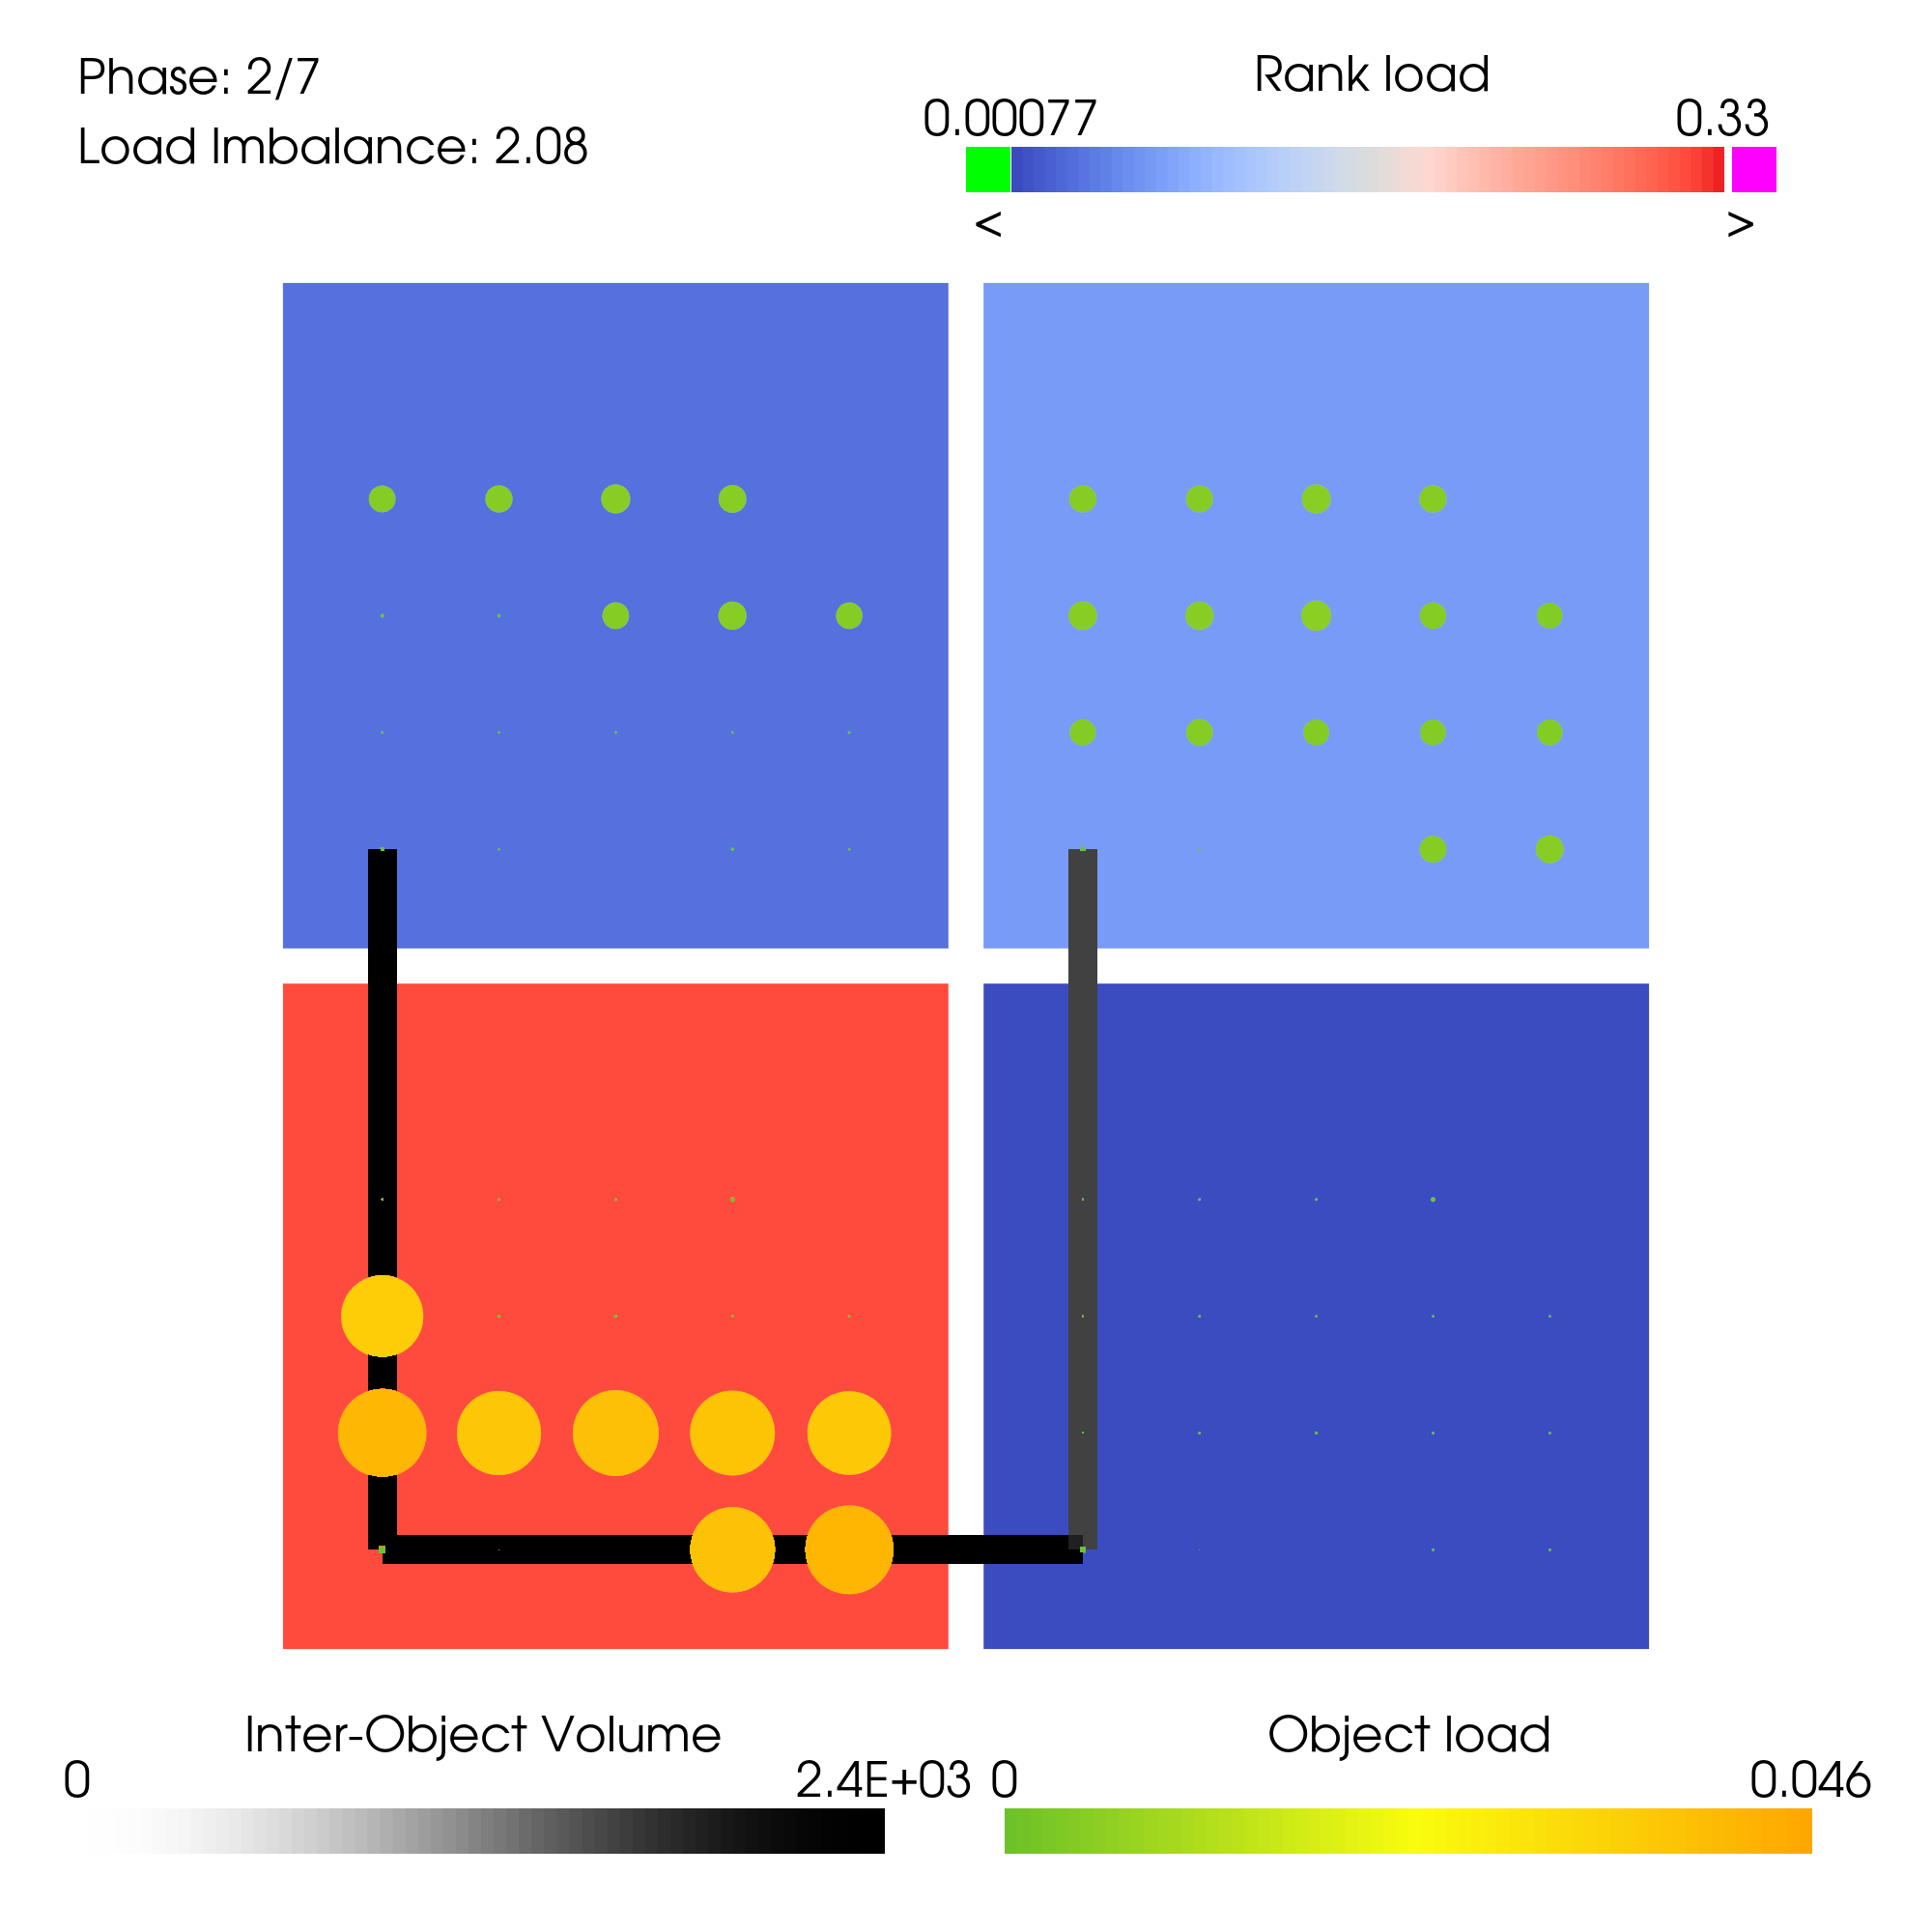 Phase: 2/7
Load Imbalance: 2.08
Rank load
0.00077
0.33
<
>
Inter-Object Volume
0
2.4E+03
Object load
0
0.046